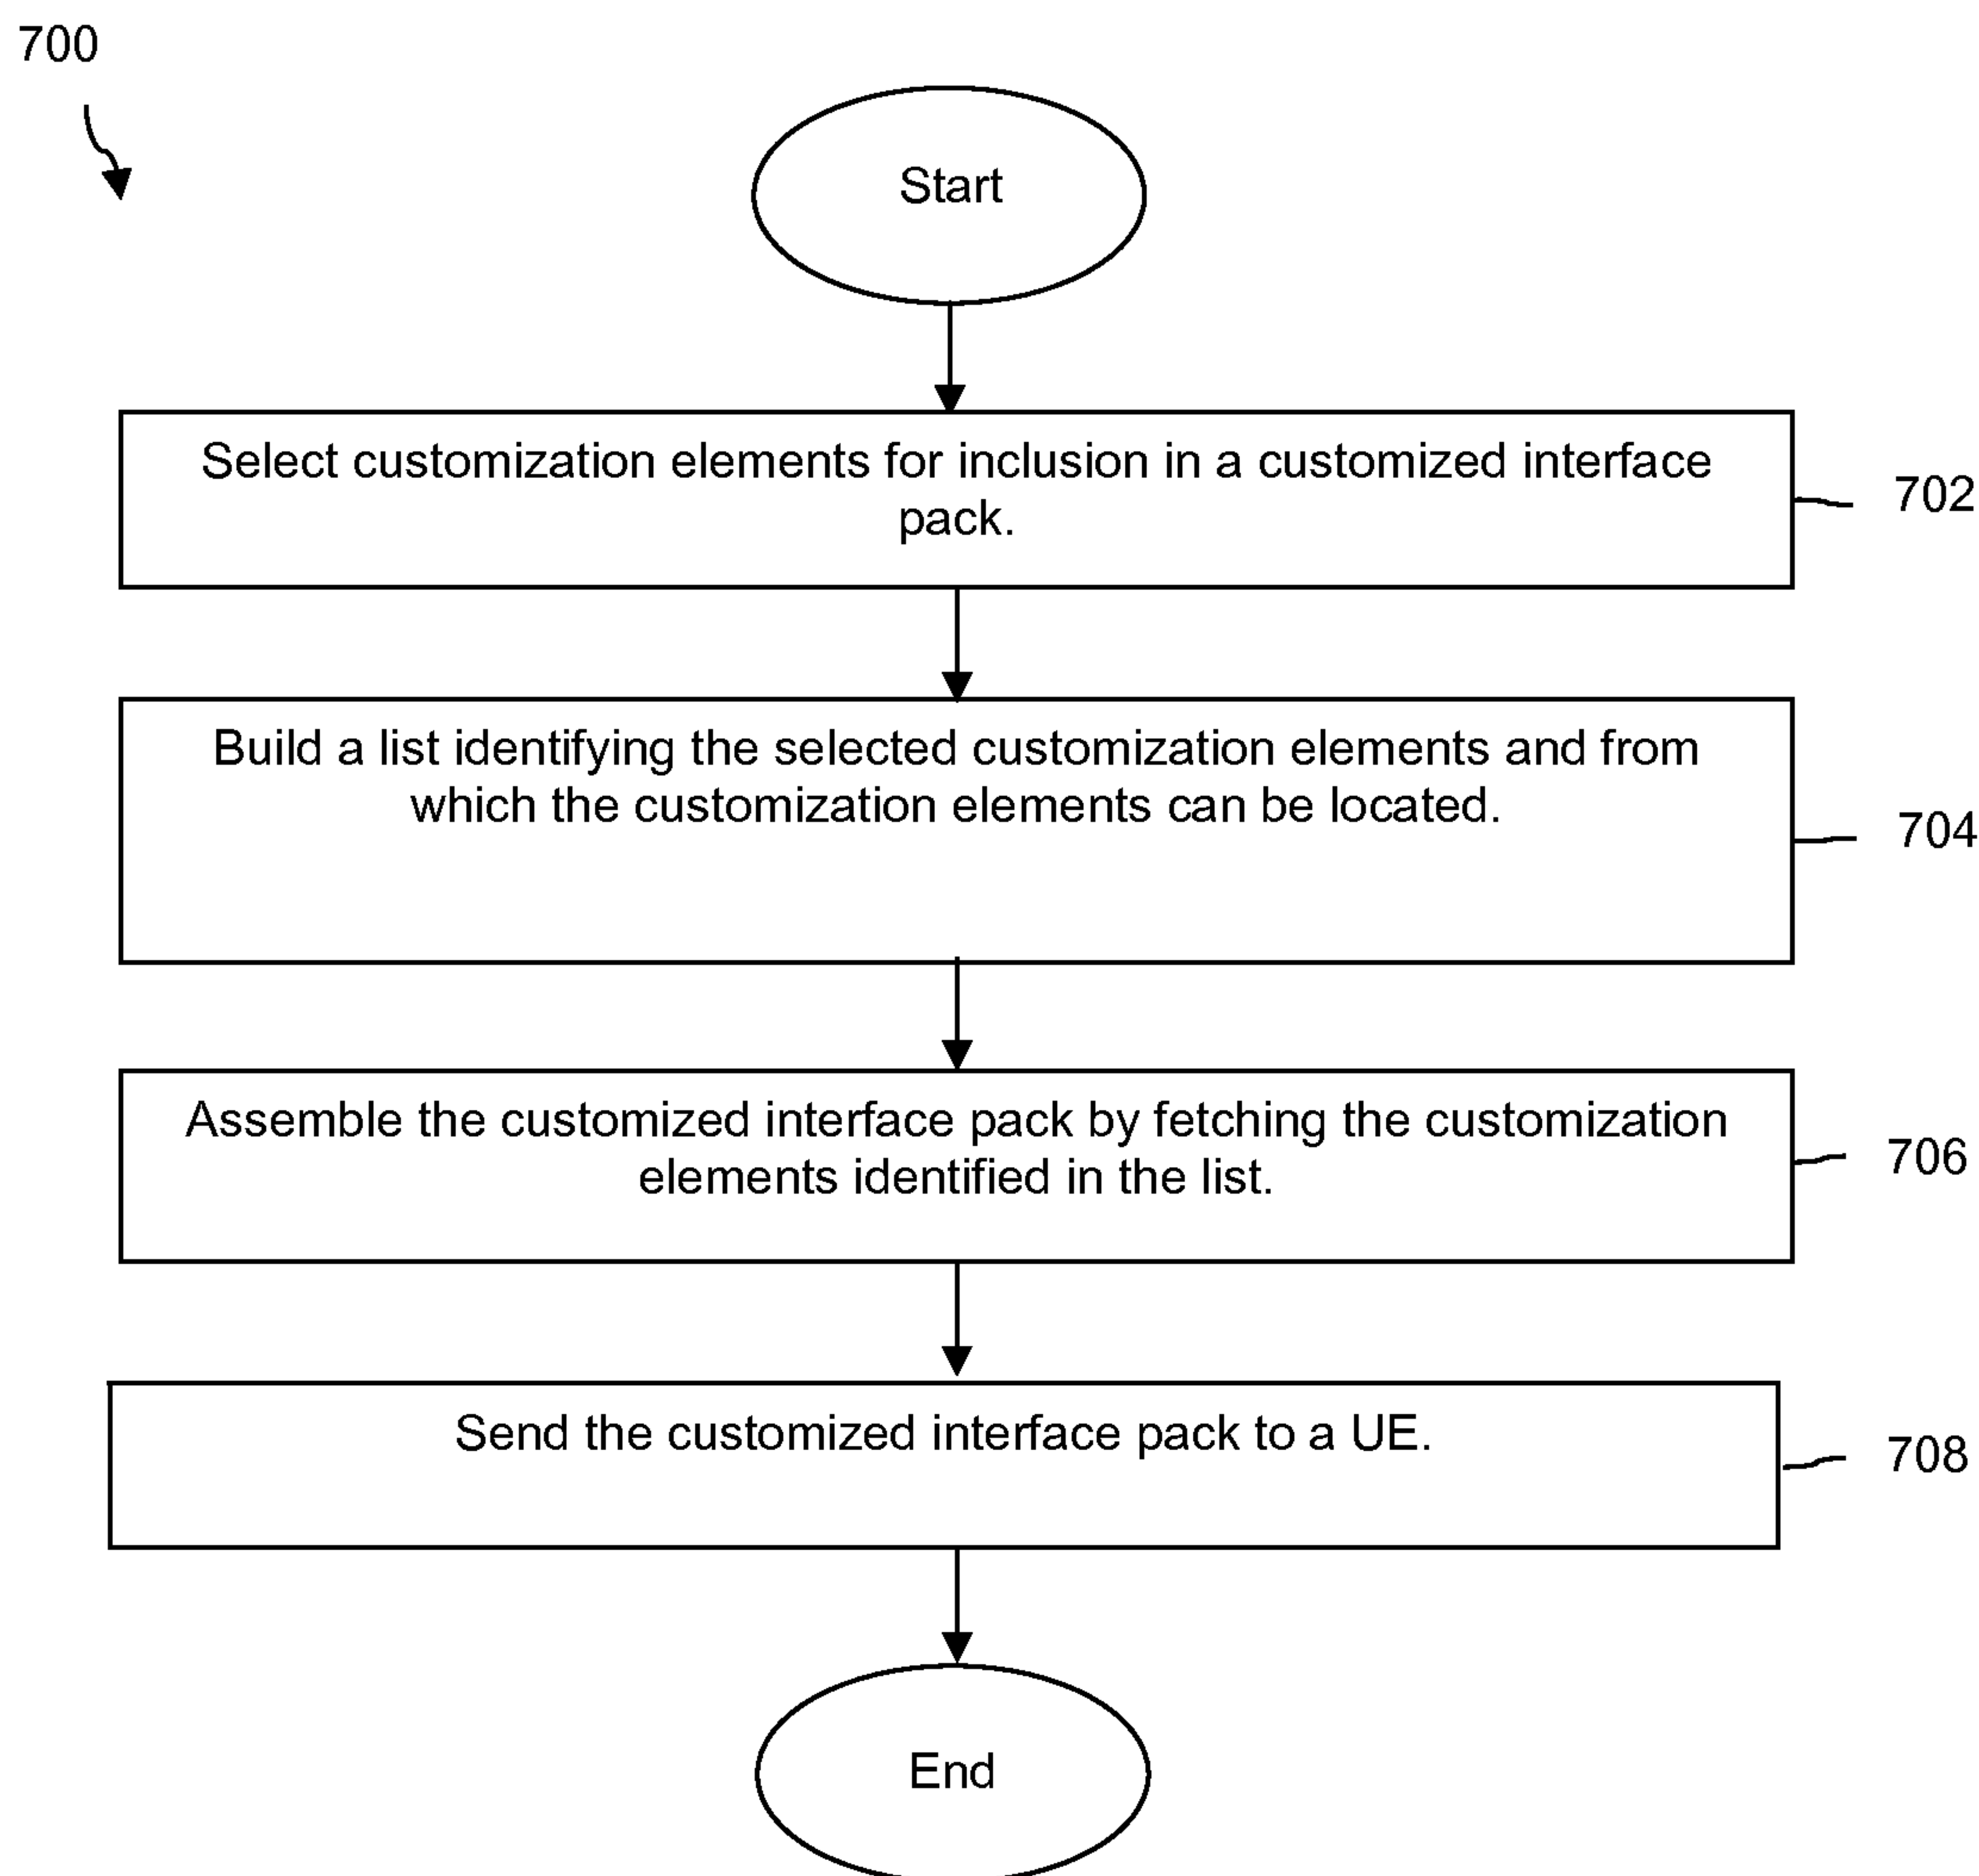 700
Start
Select customization elements for inclusion in a customized interface
pack.
702
Build a list identifying the selected customization elements and from
which the customization elements can be located.
704
Assemble the customized interface pack by fetching the customization
elements identified in the list.
706
Send the customized interface pack to a UE.
708
End